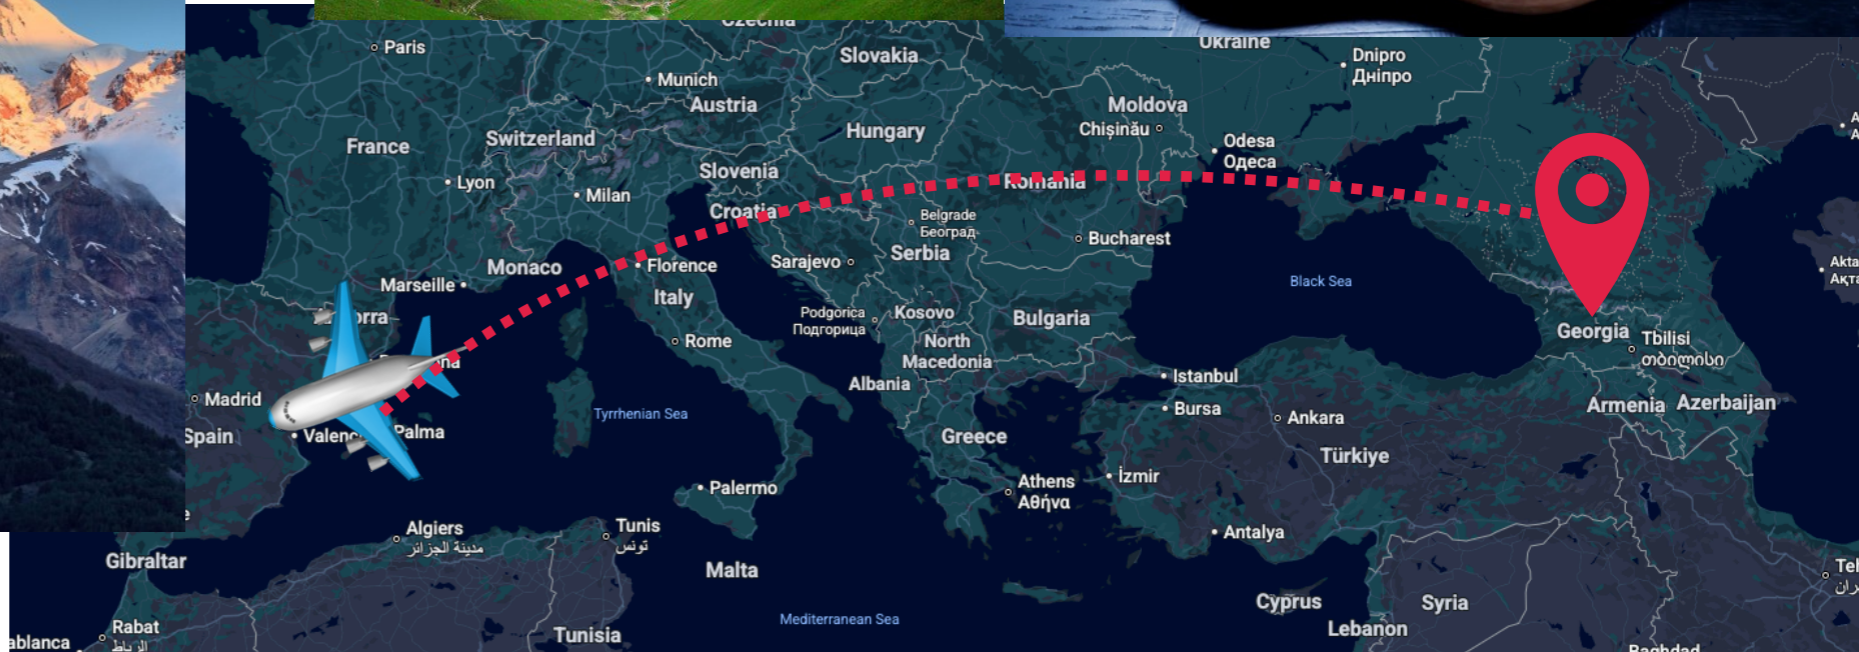 Czechia
Ukraine
Paris
Slovakia
Dnipro
Дніпро
Munich
Austria
Moldova
Chișinău
Hungary
Switzerland
France
Odesa
Одеса
Slovenia
Lyon
Milan
Romania
Croatia
Belgrade
Београд
Bucharest
Serbia
Sarajevo
Florence
Monaco
Marseille
Black Sea
Italy
Podgorica
Подгорица
Kosovo
Bulgaria
Georgia
Tbilisi
თბილისი
Rome
North
Macedonia
Albania
Istanbul
Madrid
Bursa
Ankara
Armenia
Azerbaijan
Tyrrhenian Sea
Spain
Palma
Greece
Türkiye
Athens
Αθήνα
İzmir
Palermo
Algiers
مدينة الجزائر
Tunis
تونس
Antalya
Gibraltar
Malta
Cyprus
Syria
Mediterranean Sea
Lebanon
Rabat
الرباط
Tunisia
Baghdad